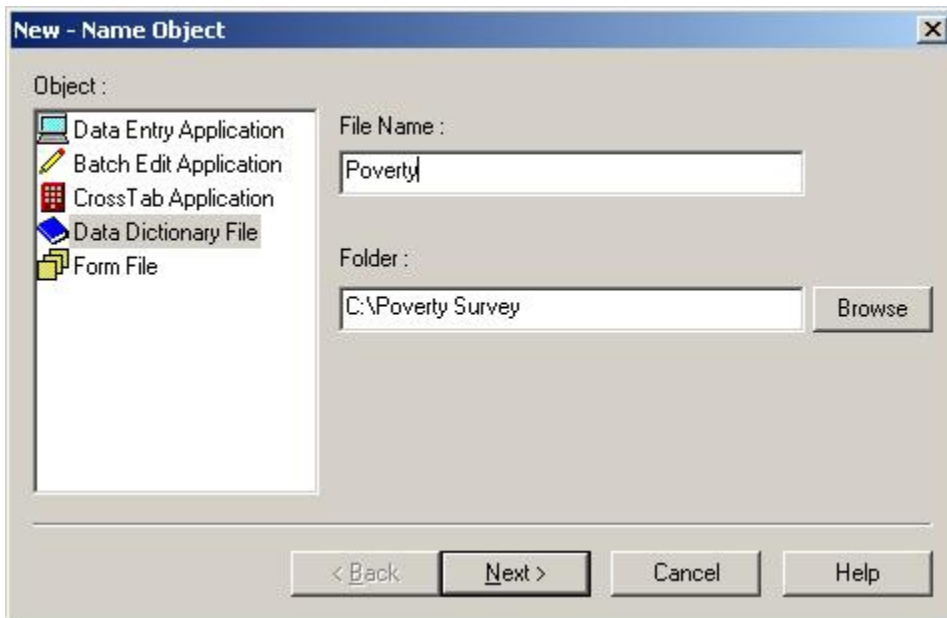 New - Name Object
Object :
Data Entry Application
Batch Edit Application
CrossTab Application
Data Dictionary File
Form File
File Name :
Poverty
Folder :
C:\Poverty Survey
Browse
< Back
Next >
Cancel
Help